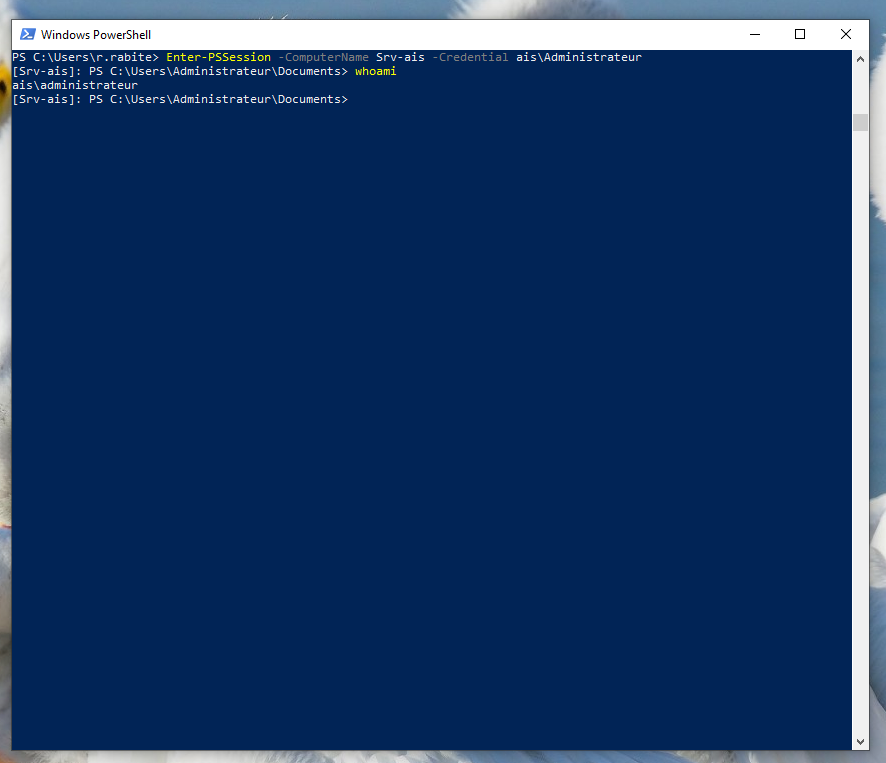 Windows PowerShell
PS C:\Users\r.rabite> Enter-PSSession -ComputerName Srv-ais -Credential ais\Administrateur
[Srv-ais]: PS C:\Users\Administrateur\Documents> whoami
ais\administrateur
[Srv-ais]: PS C:\Users\Administrateur\Documents>